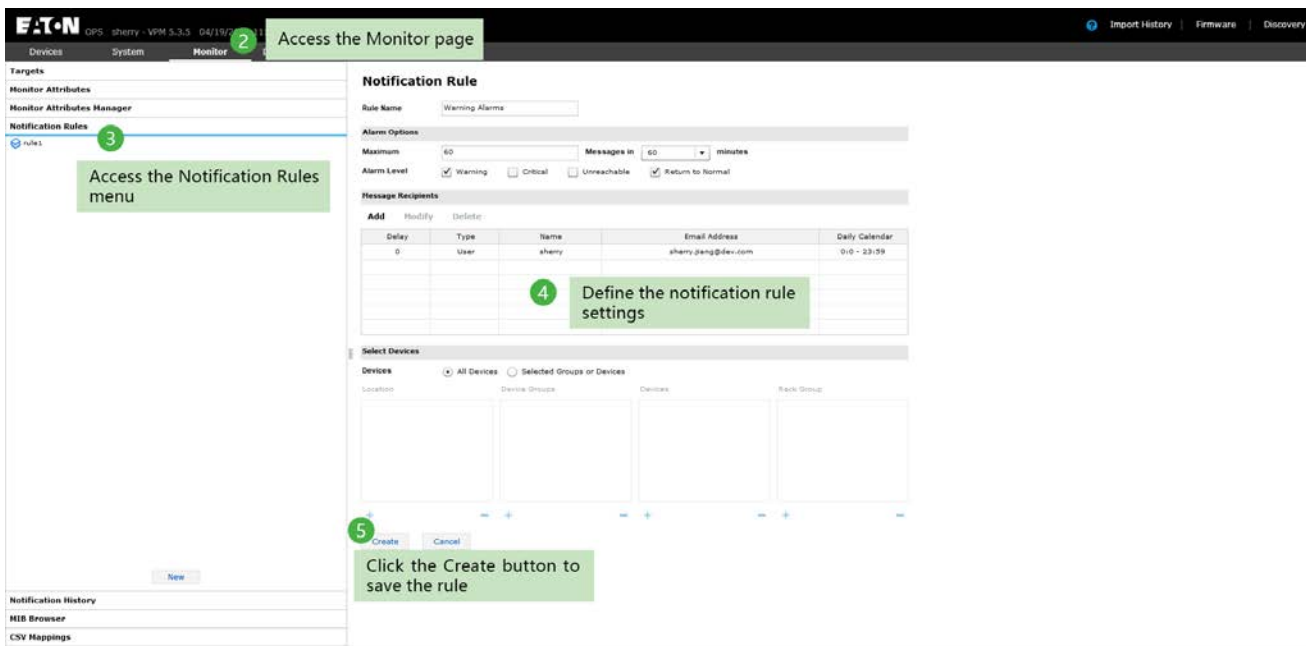 EATON OPS sherry - VPM 5.3.5 04/19/
Import History | Firmware | Discovery
2 Access the Monitor page
Devices System Monitor
Targets
Monitor Attributes
Monitor Attributes Manager
Notification Rules
rule1
3
Access the Notification Rules
menu
New
Notification History
MIB Browser
CSV Mappings
Notification Rule
Rule Name Warning Alarms
Alarm Options
Maximum 60 Messages in 60 minutes
Alarm Level Warning Critical Unreachable Return to Normal
Message Recipients
Add Modify Delete
Delay Type Name Email Address Daily Calendar
0 User sherry sherry.jiang@dev.com 0:0 - 23:59
4 Define the notification rule
settings
Select Devices
Devices All Devices Selected Groups or Devices
Location Device Groups Devices Rack Group
+ − + − + − + −
5
Create Cancel
Click the Create button to
save the rule